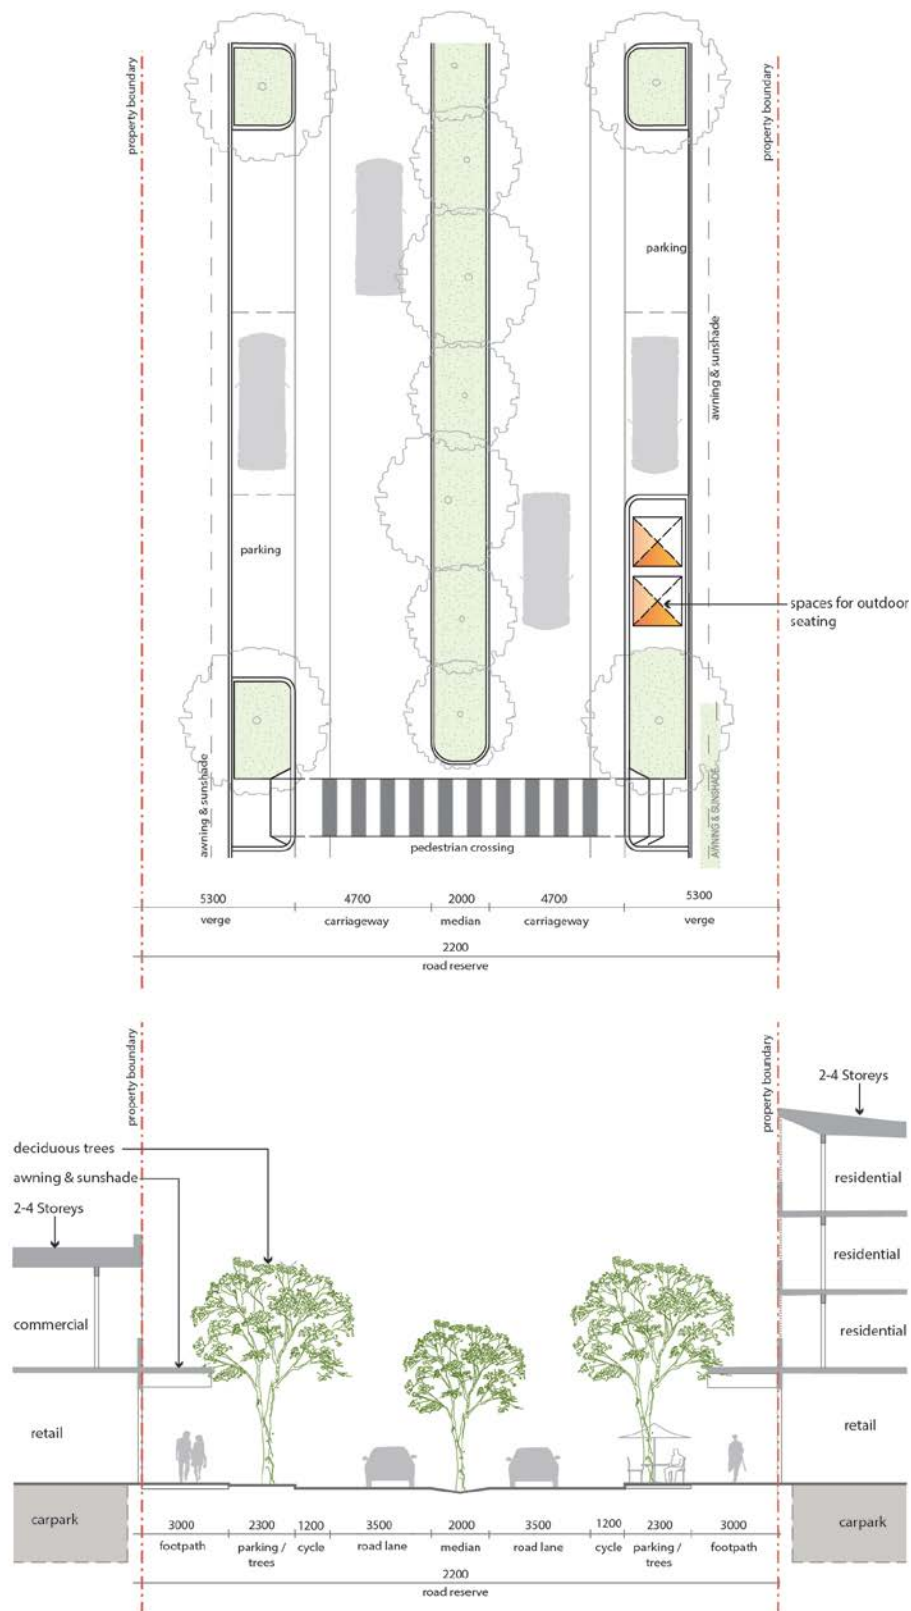 property boundary
property boundary
parking
awning & sunshade
parking
spaces for outdoor
seating
awning & sunshade
AWNING & SUNSHADE
pedestrian crossing
5300 4700 2000 4700 5300
verge carriageway median carriageway verge
2200
road reserve
property boundary
property boundary
2-4 Storeys
deciduous trees
awning & sunshade
2-4 Storeys
residential
residential
commercial
residential
retail
retail
carpark
carpark
3000 2300 1200 3500 2000 3500 1200 2300 3000
footpath parking / cycle road lane median road lane cycle parking / footpath
trees trees
2200
road reserve